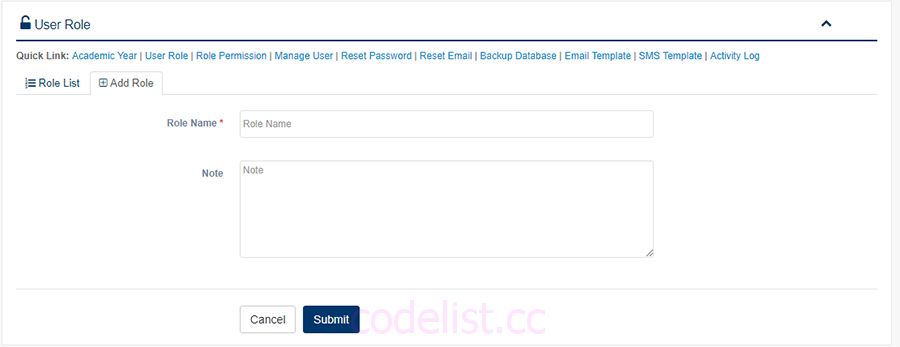 User Role
Quick Link: Academic Year | User Role | Role Permission | Manage User | Reset Password | Reset Email | Backup Database | Email Template | SMS Template | Activity Log
Role List Add Role
Role Name * Role Name
Note Note
Cancel Submit codelist.cc